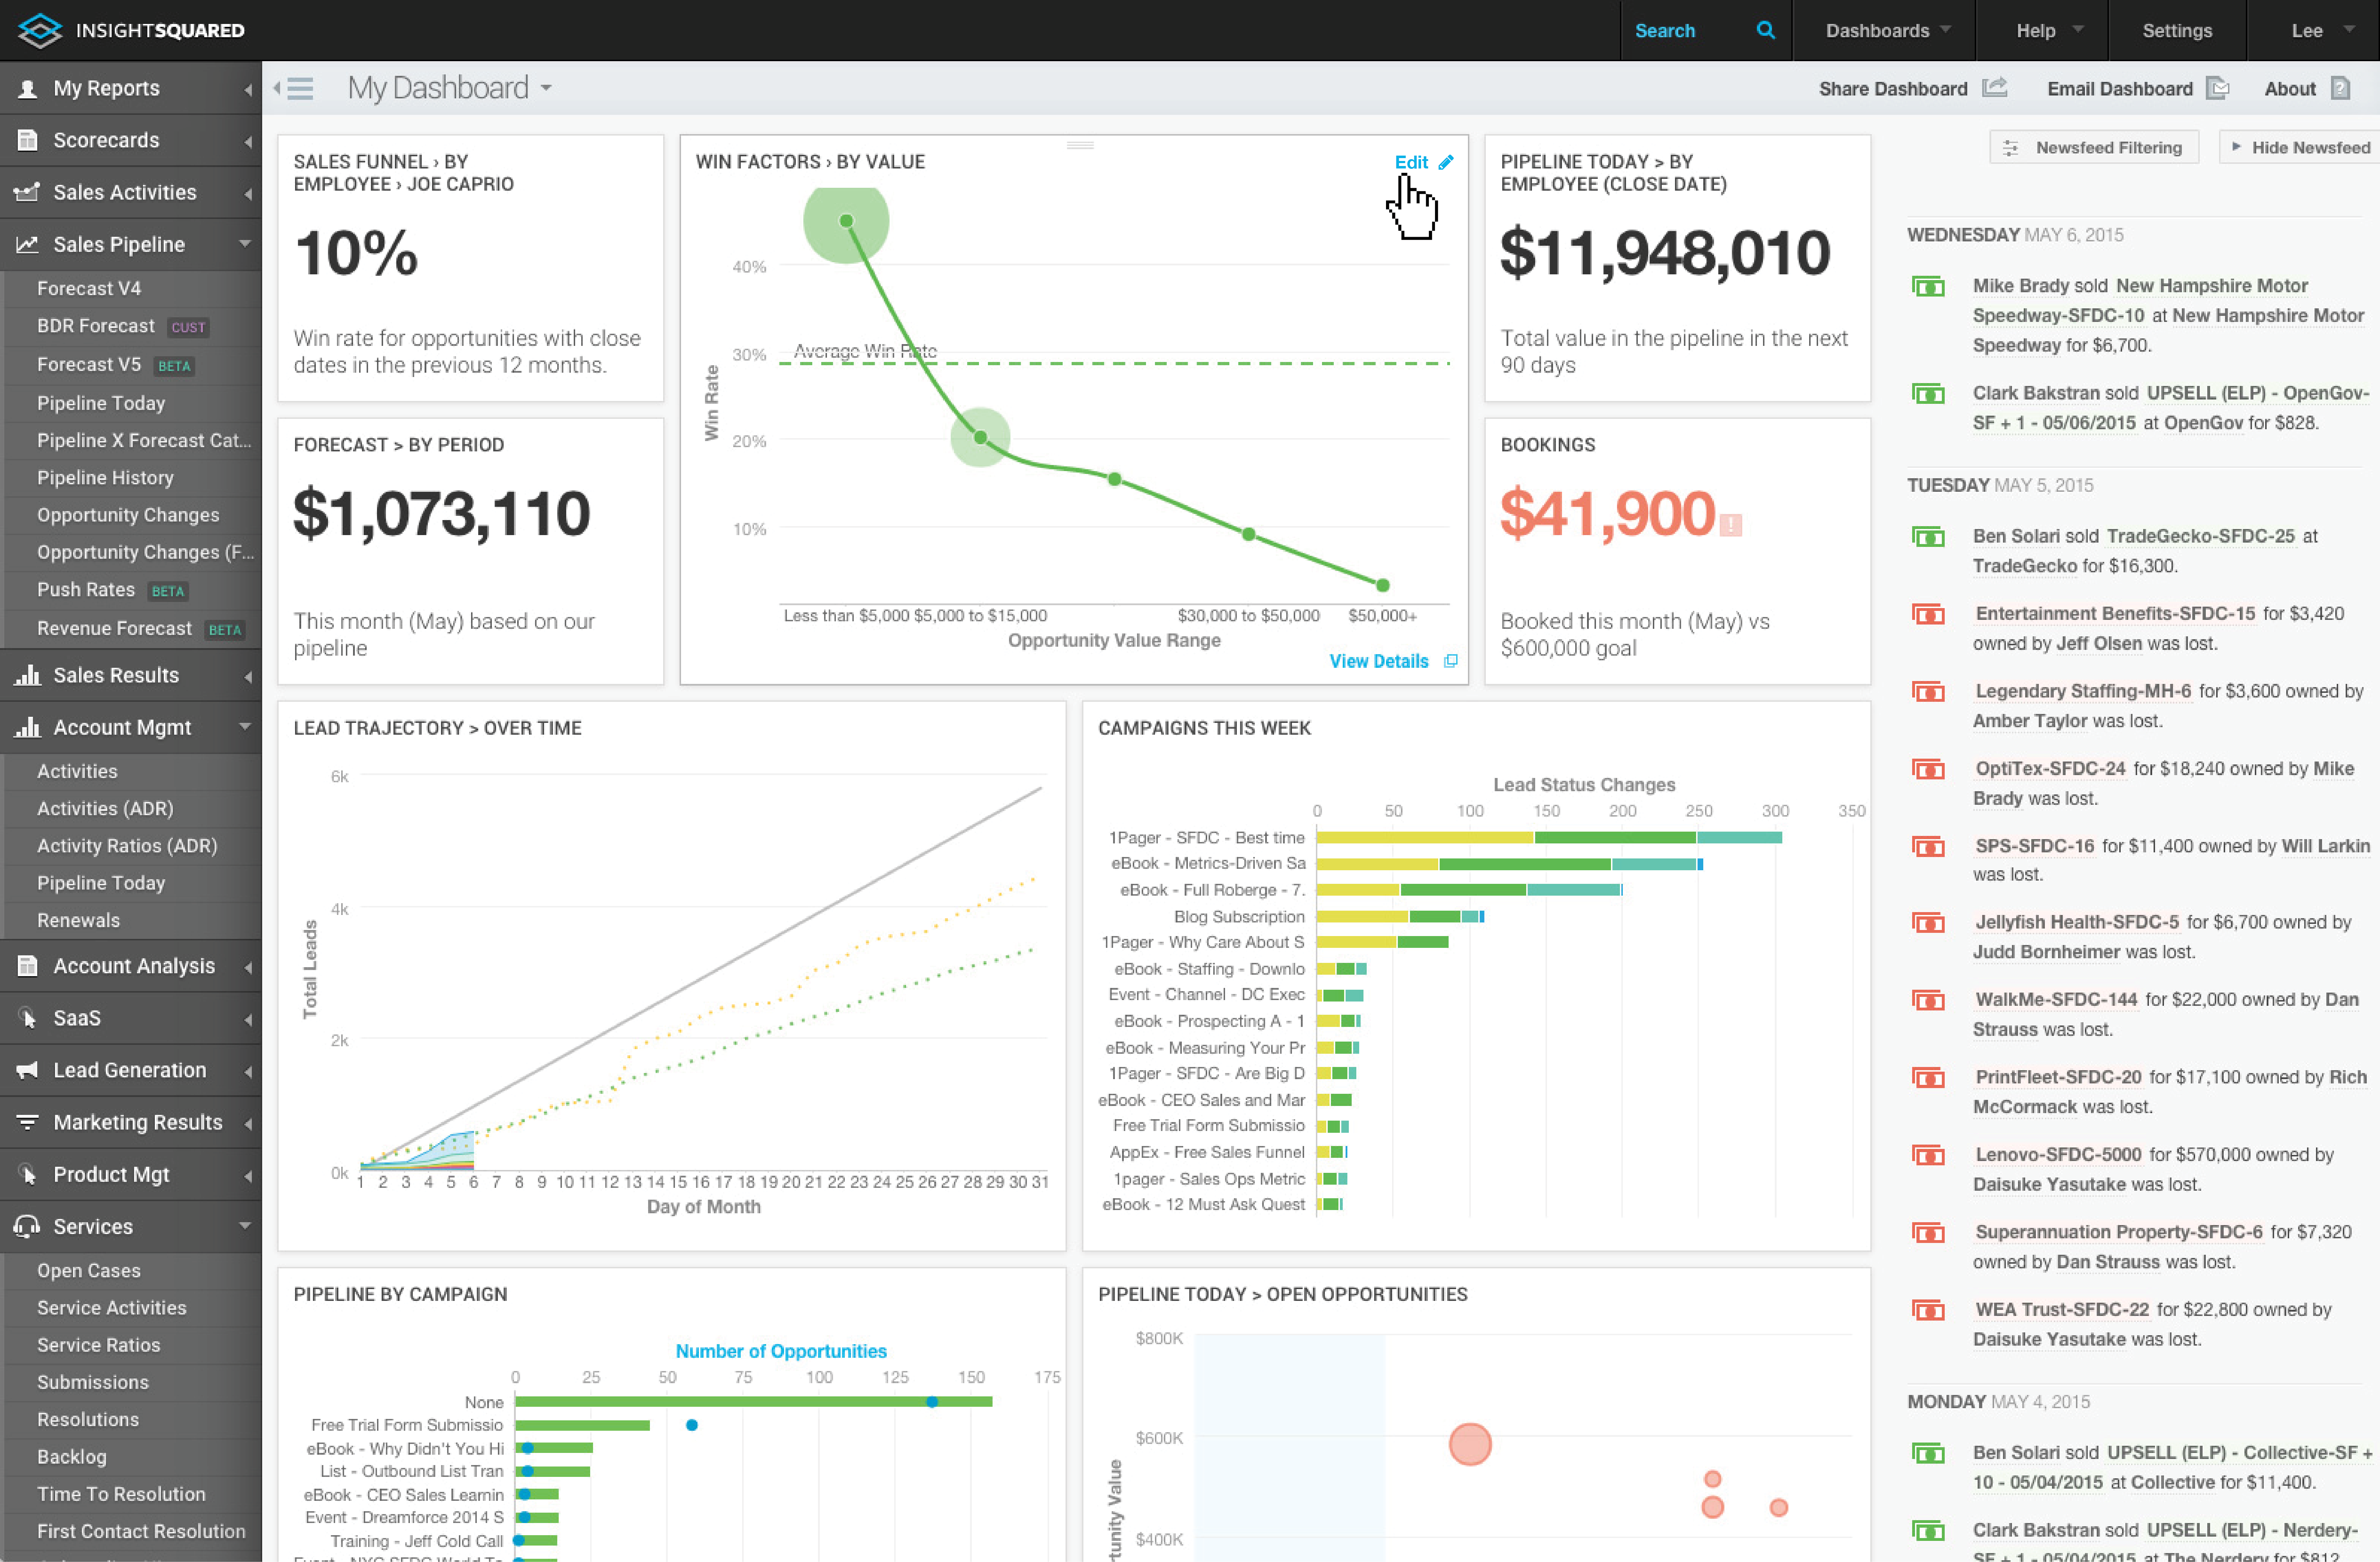 INSIGHTSQUARED
Search
Dashboards
Help
Settings
Lee
My Reports
Scorecards
Sales Activities
Sales Pipeline
Forecast V4
BDR Forecast CUST
Forecast V5 BETA
Pipeline Today
Pipeline X Forecast Cat...
Pipeline History
Opportunity Changes
Opportunity Changes (F...
Push Rates BETA
Revenue Forecast BETA
Sales Results
Account Mgmt
Activities
Activities (ADR)
Activity Ratios (ADR)
Pipeline Today
Renewals
Account Analysis
SaaS
Lead Generation
Marketing Results
Product Mgt
Services
Open Cases
Service Activities
Service Ratios
Submissions
Resolutions
Backlog
Time To Resolution
First Contact Resolution
My Dashboard
Share Dashboard
Email Dashboard
About
SALES FUNNEL › BY
EMPLOYEE › JOE CAPRIO
10%
Win rate for opportunities with close
dates in the previous 12 months.
FORECAST > BY PERIOD
$1,073,110
This month (May) based on our
pipeline
WIN FACTORS › BY VALUE
Edit
40%
30%
20%
10%
Average Win Rate
Win Rate
Less than $5,000 $5,000 to $15,000 $30,000 to $50,000 $50,000+
Opportunity Value Range
View Details
PIPELINE TODAY > BY
EMPLOYEE (CLOSE DATE)
$11,948,010
Total value in the pipeline in the next
90 days
BOOKINGS
$41,900 !
Booked this month (May) vs
$600,000 goal
LEAD TRAJECTORY > OVER TIME
6k
4k
2k
0k
Total Leads
1 2 3 4 5 6 7 8 9 10 11 12 13 14 15 16 17 18 19 20 21 22 23 24 25 26 27 28 29 30 31
Day of Month
CAMPAIGNS THIS WEEK
Lead Status Changes
0 50 100 150 200 250 300 350
1Pager - SFDC - Best time
eBook - Metrics-Driven Sa
eBook - Full Roberge - 7.
Blog Subscription
1Pager - Why Care About S
eBook - Staffing - Downlo
Event - Channel - DC Exec
eBook - Prospecting A - 1
eBook - Measuring Your Pr
1Pager - SFDC - Are Big D
eBook - CEO Sales and Mar
Free Trial Form Submissio
AppEx - Free Sales Funnel
1pager - Sales Ops Metric
eBook - 12 Must Ask Quest
PIPELINE BY CAMPAIGN
Number of Opportunities
0 25 50 75 100 125 150 175
None
Free Trial Form Submissio
eBook - Why Didn't You Hi
List - Outbound List Tran
eBook - CEO Sales Learnin
Event - Dreamforce 2014 S
Training - Jeff Cold Call
PIPELINE TODAY > OPEN OPPORTUNITIES
$800K
$600K
$400K
Value
Newsfeed Filtering
Hide Newsfeed
WEDNESDAY MAY 6, 2015
Mike Brady sold New Hampshire Motor
Speedway-SFDC-10 at New Hampshire Motor
Speedway for $6,700.
Clark Bakstran sold UPSELL (ELP) - OpenGov-
SF + 1 - 05/06/2015 at OpenGov for $828.
TUESDAY MAY 5, 2015
Ben Solari sold TradeGecko-SFDC-25 at
TradeGecko for $16,300.
Entertainment Benefits-SFDC-15 for $3,420
owned by Jeff Olsen was lost.
Legendary Staffing-MH-6 for $3,600 owned by
Amber Taylor was lost.
OptiTex-SFDC-24 for $18,240 owned by Mike
Brady was lost.
SPS-SFDC-16 for $11,400 owned by Will Larkin
was lost.
Jellyfish Health-SFDC-5 for $6,700 owned by
Judd Bornheimer was lost.
WalkMe-SFDC-144 for $22,000 owned by Dan
Strauss was lost.
PrintFleet-SFDC-20 for $17,100 owned by Rich
McCormack was lost.
Lenovo-SFDC-5000 for $570,000 owned by
Daisuke Yasutake was lost.
Superannuation Property-SFDC-6 for $7,320
owned by Dan Strauss was lost.
WEA Trust-SFDC-22 for $22,800 owned by
Daisuke Yasutake was lost.
MONDAY MAY 4, 2015
Ben Solari sold UPSELL (ELP) - Collective-SF +
10 - 05/04/2015 at Collective for $11,400.
Clark Bakstran sold UPSELL (ELP) - Nerdery-
SF + 1 - 05/04/2015 at The Nerdery for $812